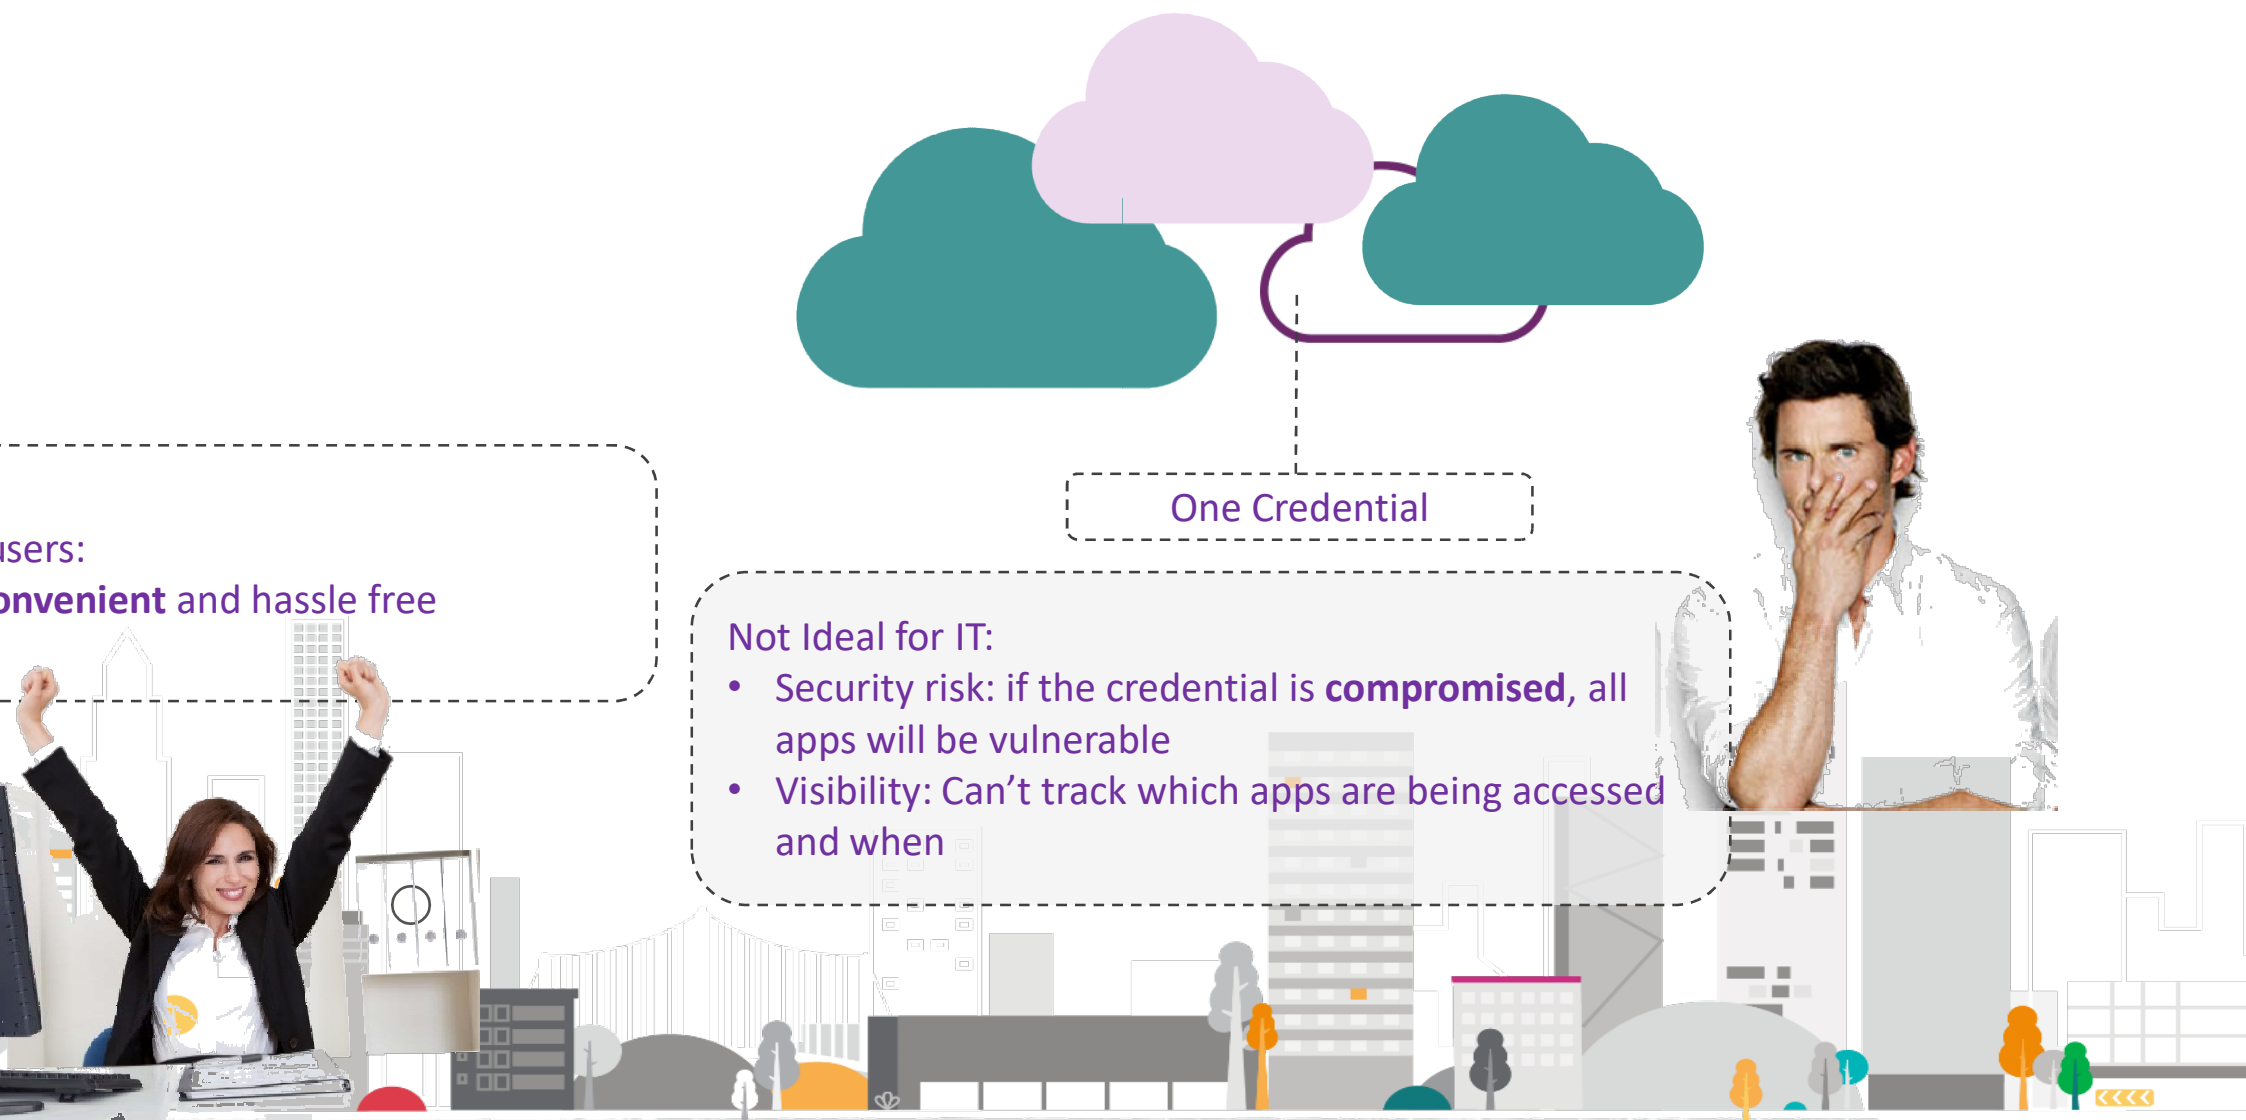 One Credential
users:
onvenient and hassle free
Not Ideal for IT:
• Security risk: if the credential is compromised, all
apps will be vulnerable
• Visibility: Can’t track which apps are being accessed
and when